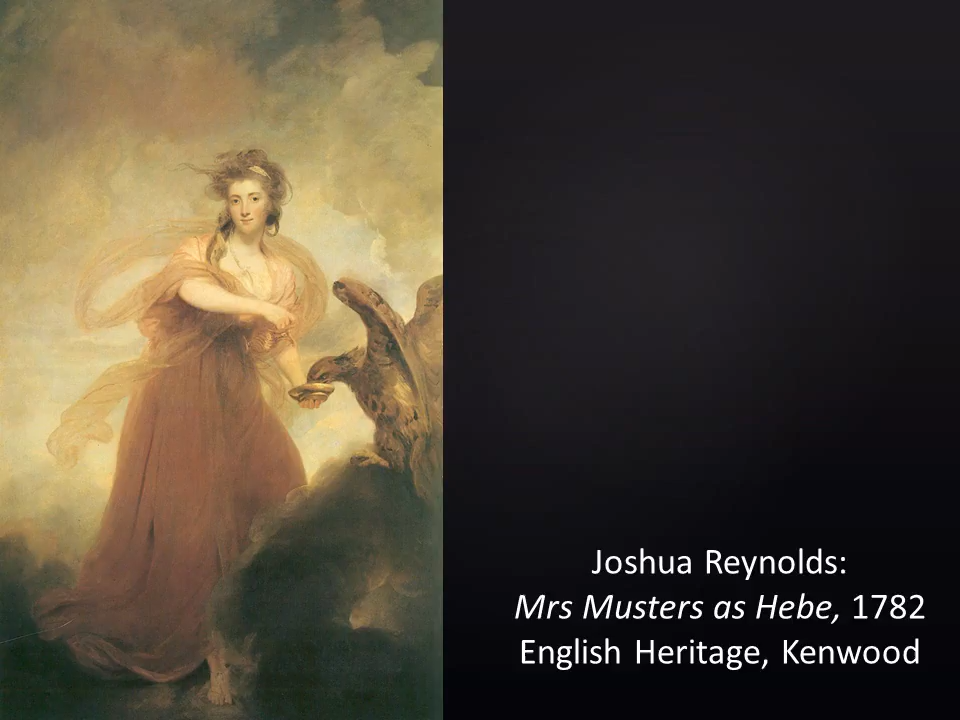 Joshua Reynolds:
Mrs Musters as Hebe, 1782
English Heritage, Kenwood